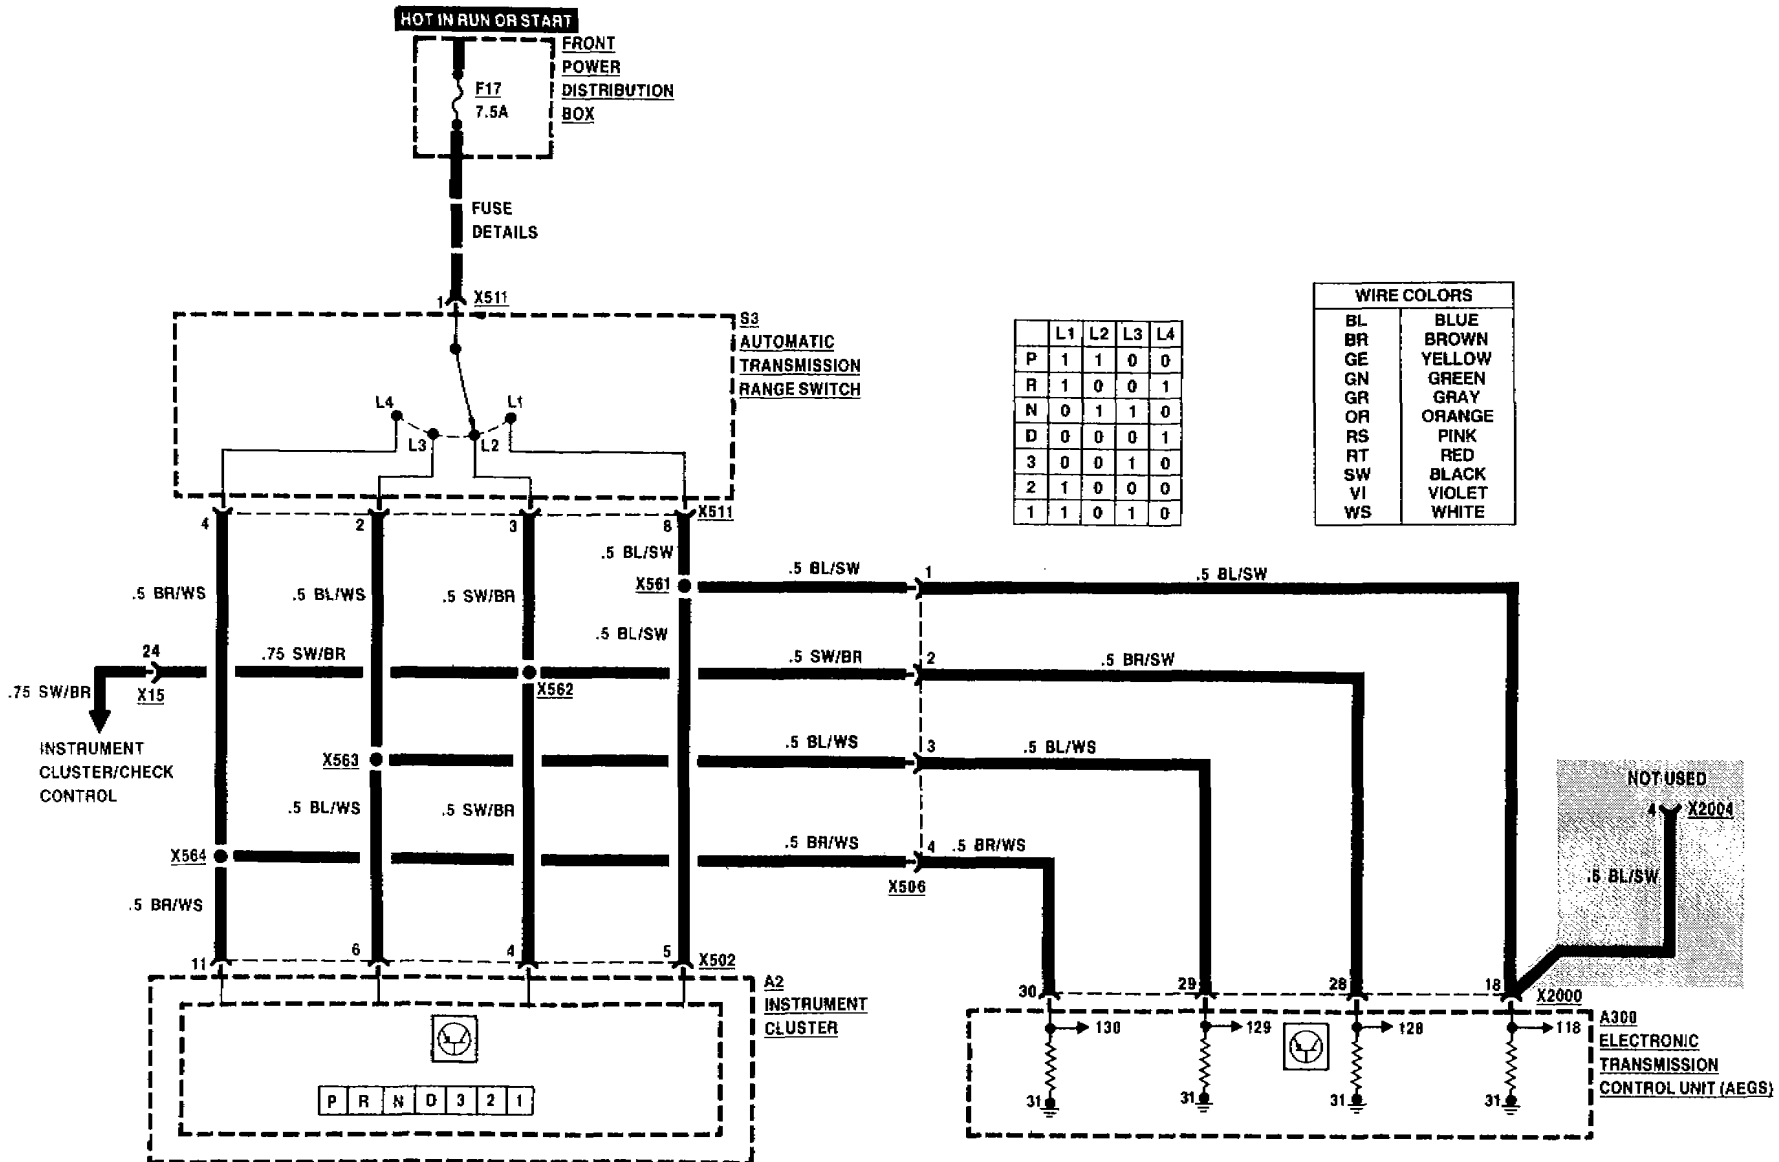 HOT IN RUN OR START
FRONT
POWER
DISTRIBUTION
BOX
F17
7.5A
FUSE
DETAILS
1
X511
S3
AUTOMATIC
TRANSMISSION
RANGE SWITCH
L4
L3
L2
L1
4
2
3
8
X511
L1 L2 L3 L4
P 1 1 0 0
R 1 0 0 1
N 0 1 1 0
D 0 0 0 1
3 0 0 1 0
2 1 0 0 0
1 1 0 1 0
WIRE COLORS
BL BLUE
BR BROWN
GE YELLOW
GN GREEN
GR GRAY
OR ORANGE
RS PINK
RT RED
SW BLACK
VI VIOLET
WS WHITE
.5 BL/SW
X561
.5 BL/SW
1
.5 BL/SW
.5 BR/WS
.5 BL/WS
.5 SW/BR
.5 BL/SW
24
.75 SW/BR
X15
.75 SW/BR
X562
.5 SW/BR
2
.5 BR/SW
INSTRUMENT
CLUSTER/CHECK
CONTROL
X563
.5 BL/WS
3
.5 BL/WS
.5 BL/WS
.5 SW/BR
X564
.5 BR/WS
4
.5 BR/WS
X506
.5 BR/WS
NOT USED
4
X2004
.5 BL/SW
11
6
4
5
X502
A2
INSTRUMENT
CLUSTER
P R N D 3 2 1
30
29
28
18
X2000
130
129
128
118
31
31
31
31
A300
ELECTRONIC
TRANSMISSION
CONTROL UNIT (AEGS)